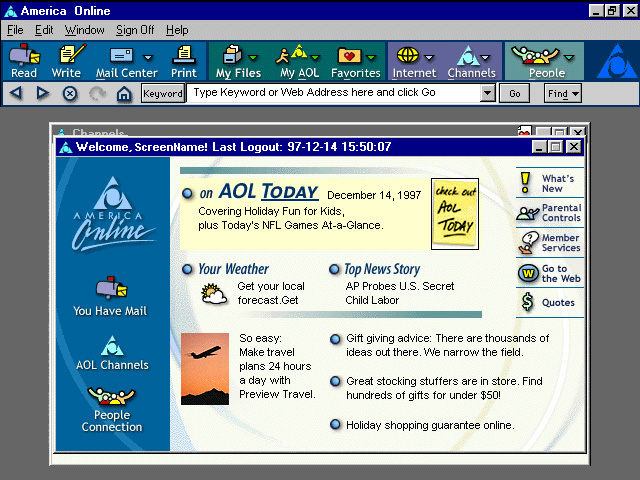 America Online
File Edit Window Sign Off Help
Read Write Mail Center Print My Files My AOL Favorites Internet Channels People
Keyword Type Keyword or Web Address here and click Go Go Find
Channels
Welcome, ScreenName! Last Logout: 97-12-14 15:50:07
AMERICA
Online
You Have Mail
AOL Channels
People
Connection
on AOL TODAY December 14, 1997
Covering Holiday Fun for Kids,
plus Today's NFL Games At-a-Glance.
check out
AOL
TODAY
Your Weather
Get your local
forecast.Get
Top News Story
AP Probes U.S. Secret
Child Labor
So easy:
Make travel
plans 24 hours
a day with
Preview Travel.
Gift giving advice: There are thousands of
ideas out there. We narrow the field.
Great stocking stuffers are in store. Find
hundreds of gifts for under $50!
Holiday shopping guarantee online.
What's
New
Parental
Controls
Member
Services
Go to
the Web
Quotes